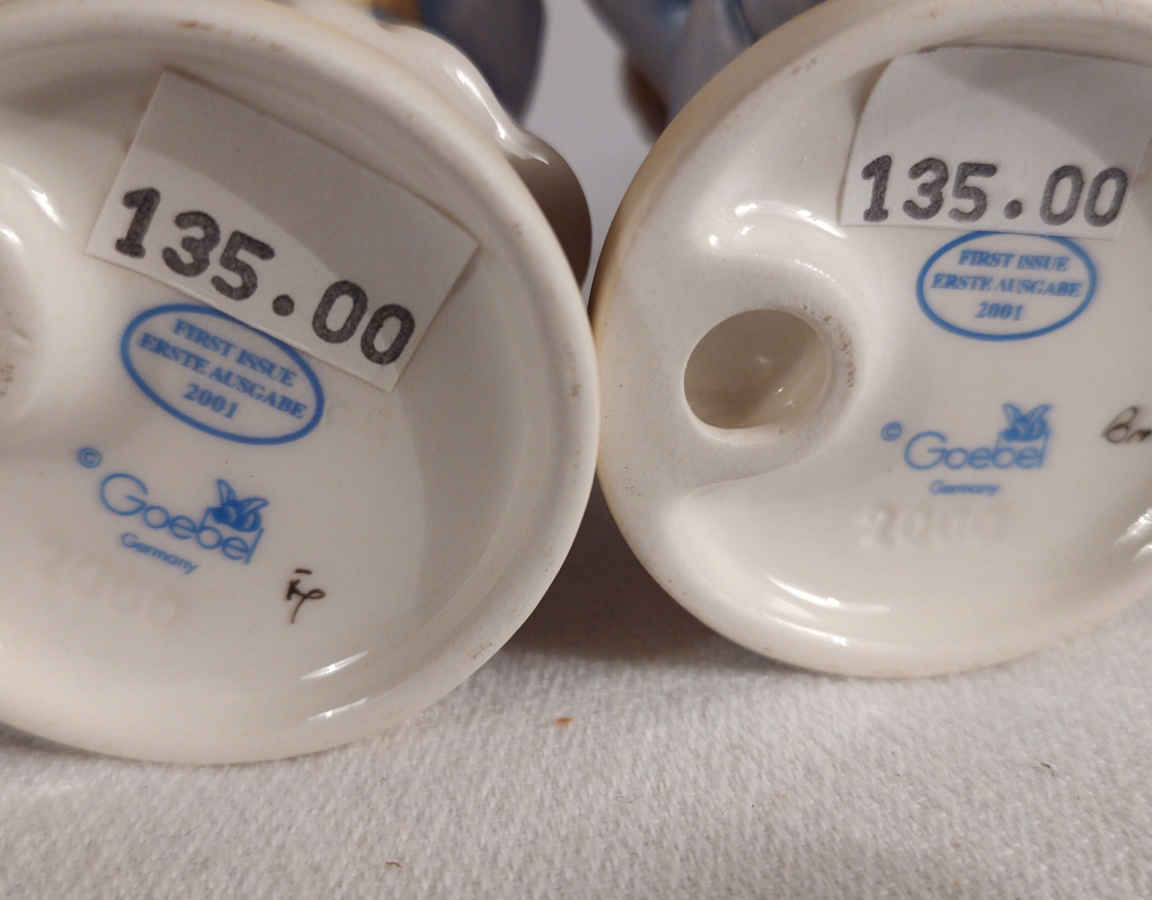 135.00
FIRST ISSUE
ERSTE AUSGABE
2001
© Goebel
Germany
135.00
FIRST ISSUE
ERSTE AUSGABE
2001
© Goebel
Germany